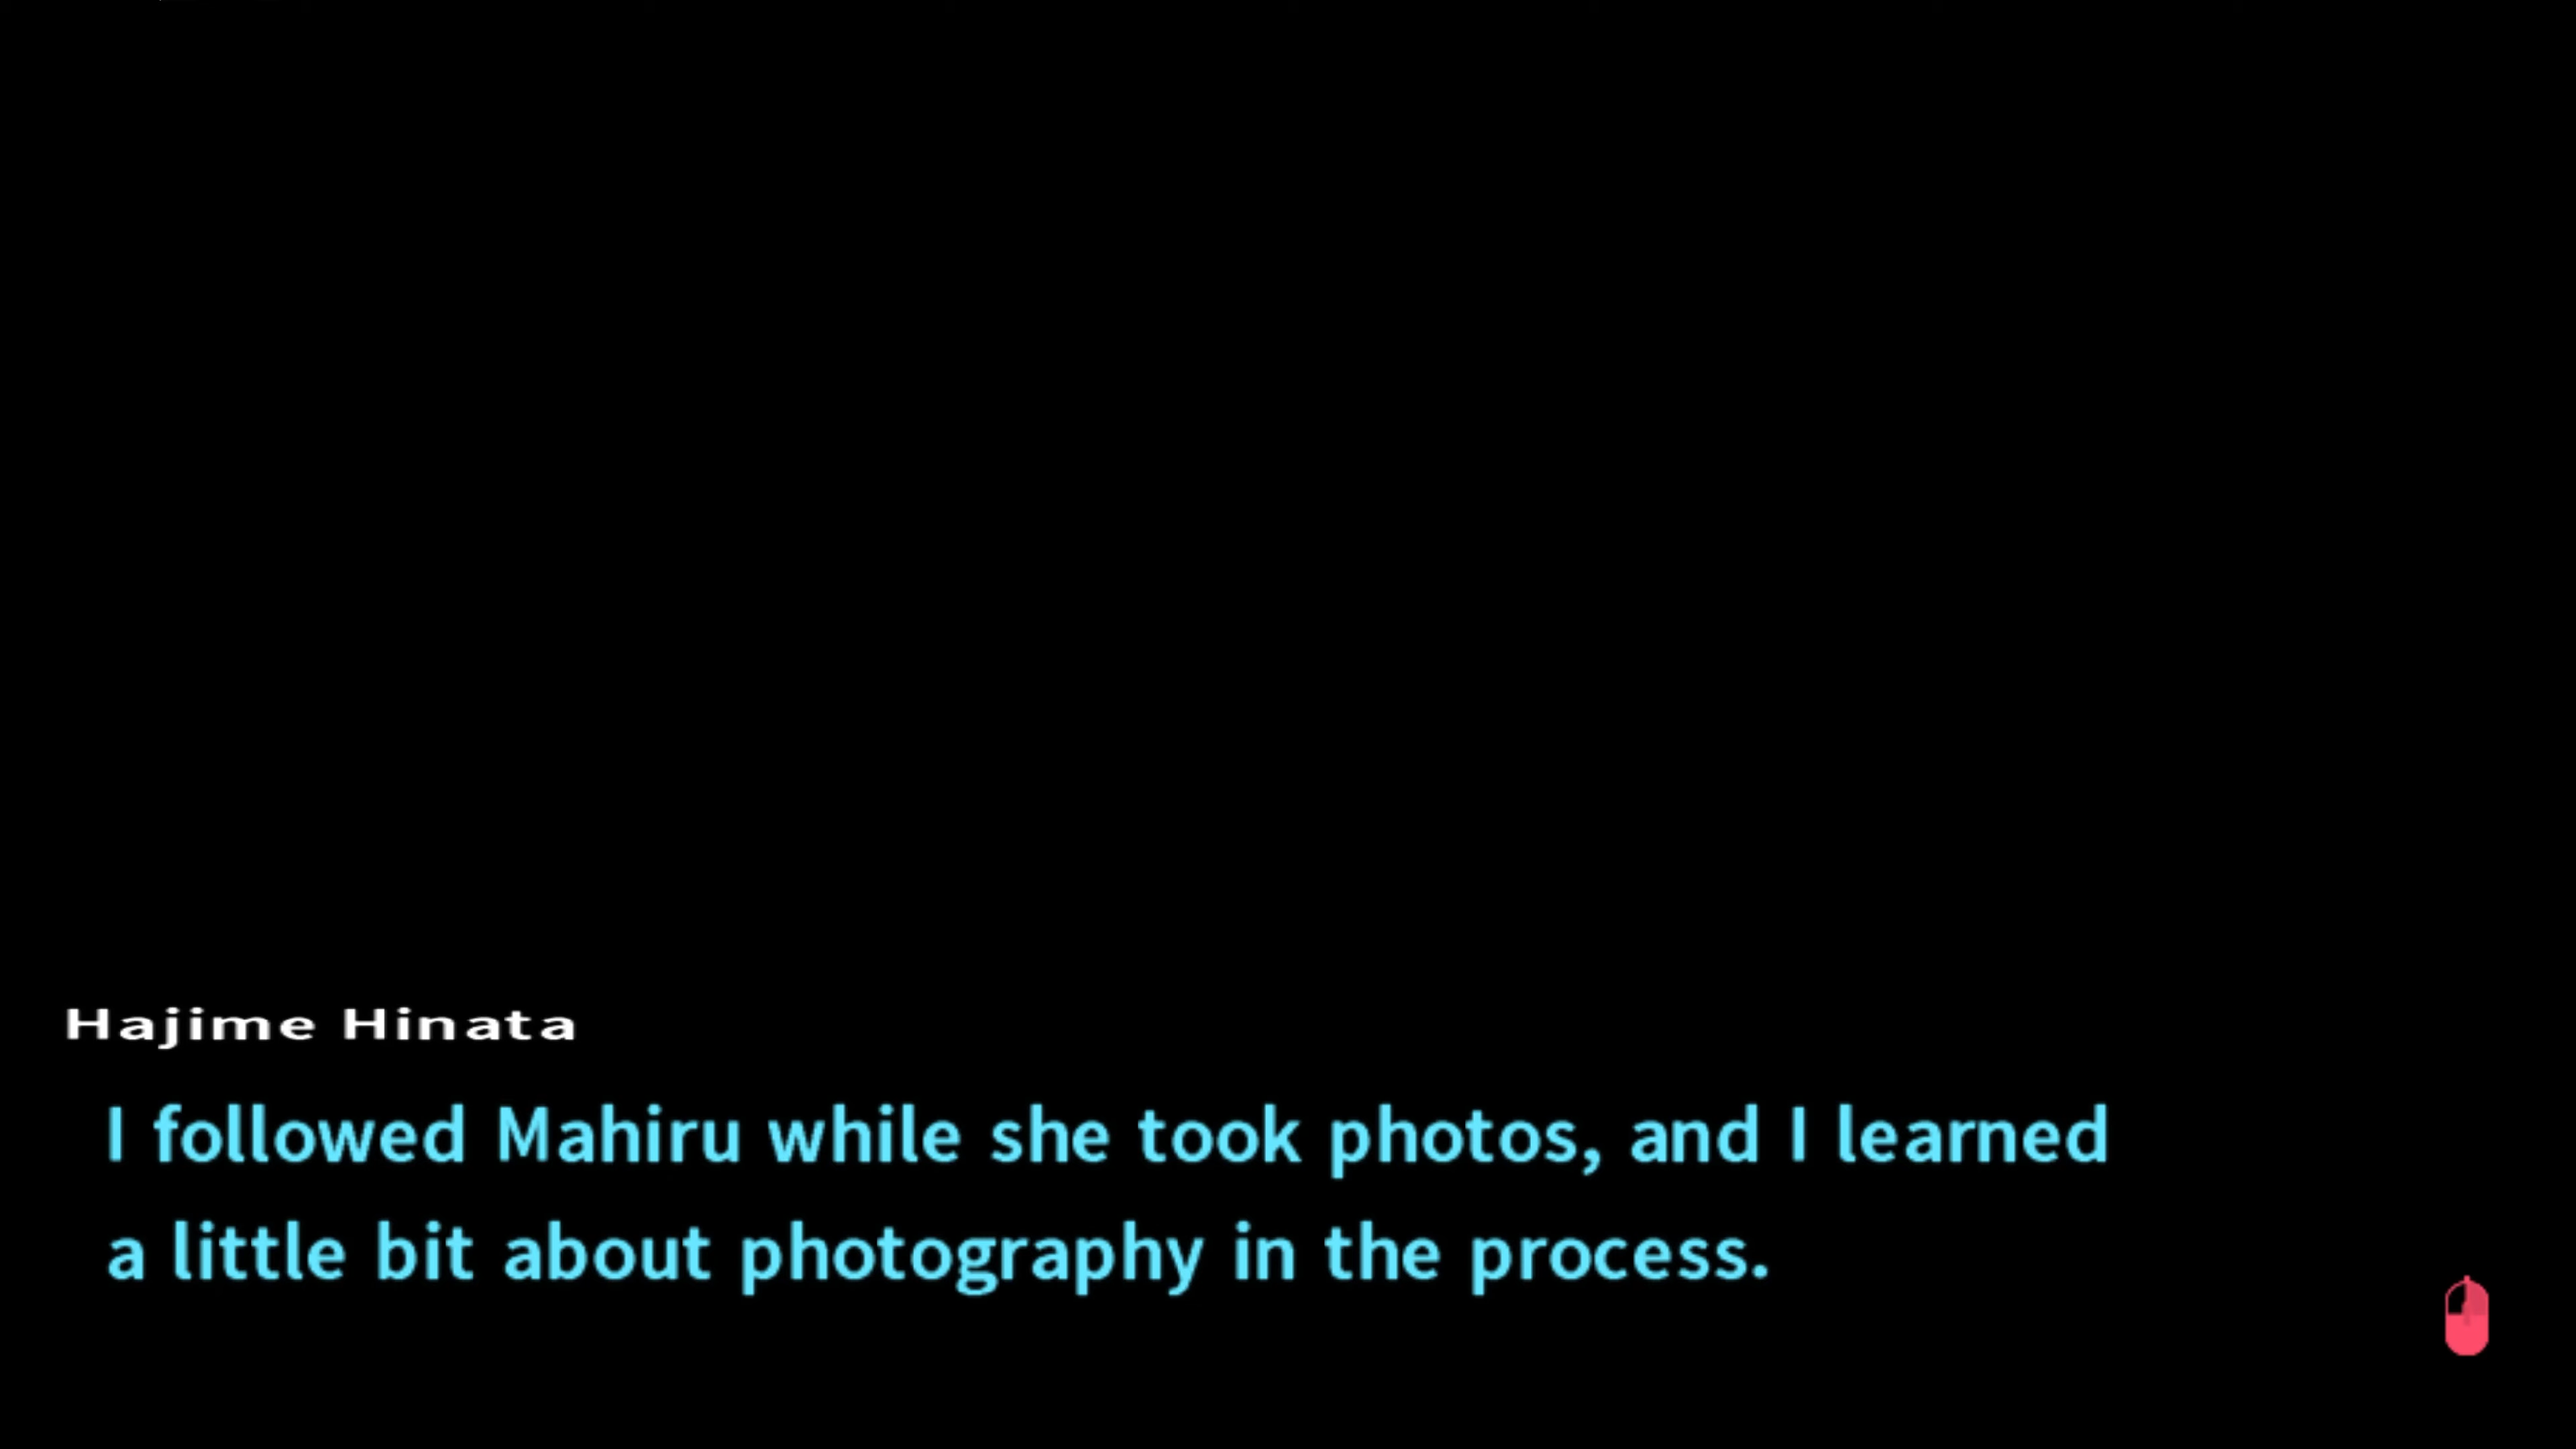 Hajime Hinata
I followed Mahiru while she took photos, and I learned
a little bit about photography in the process.